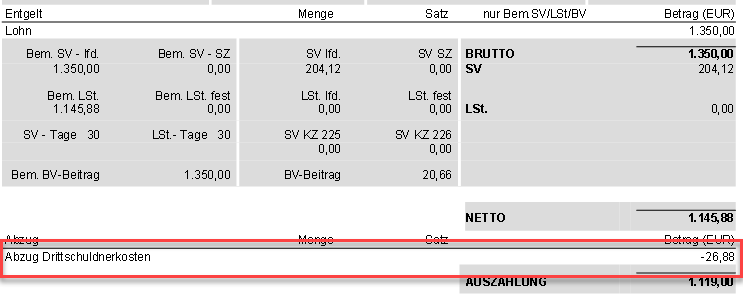 Entgelt Menge Satz nur Bem.SV/LSt/BV Betrag (EUR)
Lohn 1.350,00
Bem. SV - lfd. Bem. SV - SZ SV lfd. SV SZ BRUTTO 1.350,00
1.350,00 0,00 204,12 0,00 SV 204,12
Bem. LSt. Bem. LSt. fest LSt. lfd. LSt. fest
1.145,88 0,00 0,00 0,00 LSt. 0,00
SV - Tage 30 LSt.- Tage 30 SV KZ 225 SV KZ 226
0,00 0,00
Bem. BV-Beitrag 1.350,00 BV-Beitrag 20,66
NETTO 1.145,88
Abzug Menge Satz Betrag (EUR)
Abzug Drittschuldnerkosten -26,88
AUSZAHLUNG 1.119,00